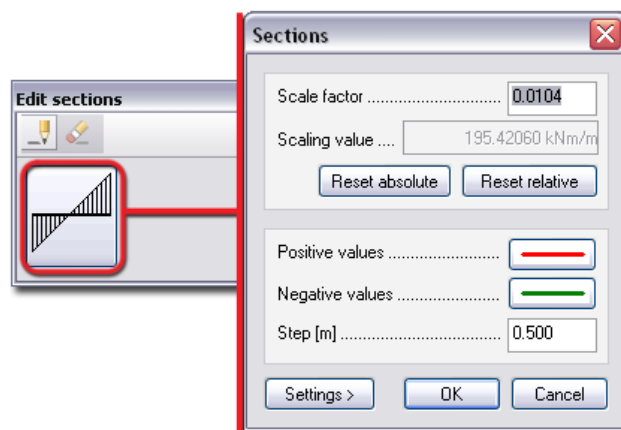 Sections
Edit sections
Scale factor .............................. 0.0104
Scaling value .... 195.42060 kNm/m
Reset absolute Reset relative
Positive values .........................
Negative values .......................
Step [m] .................................... 0.500
Settings > OK Cancel